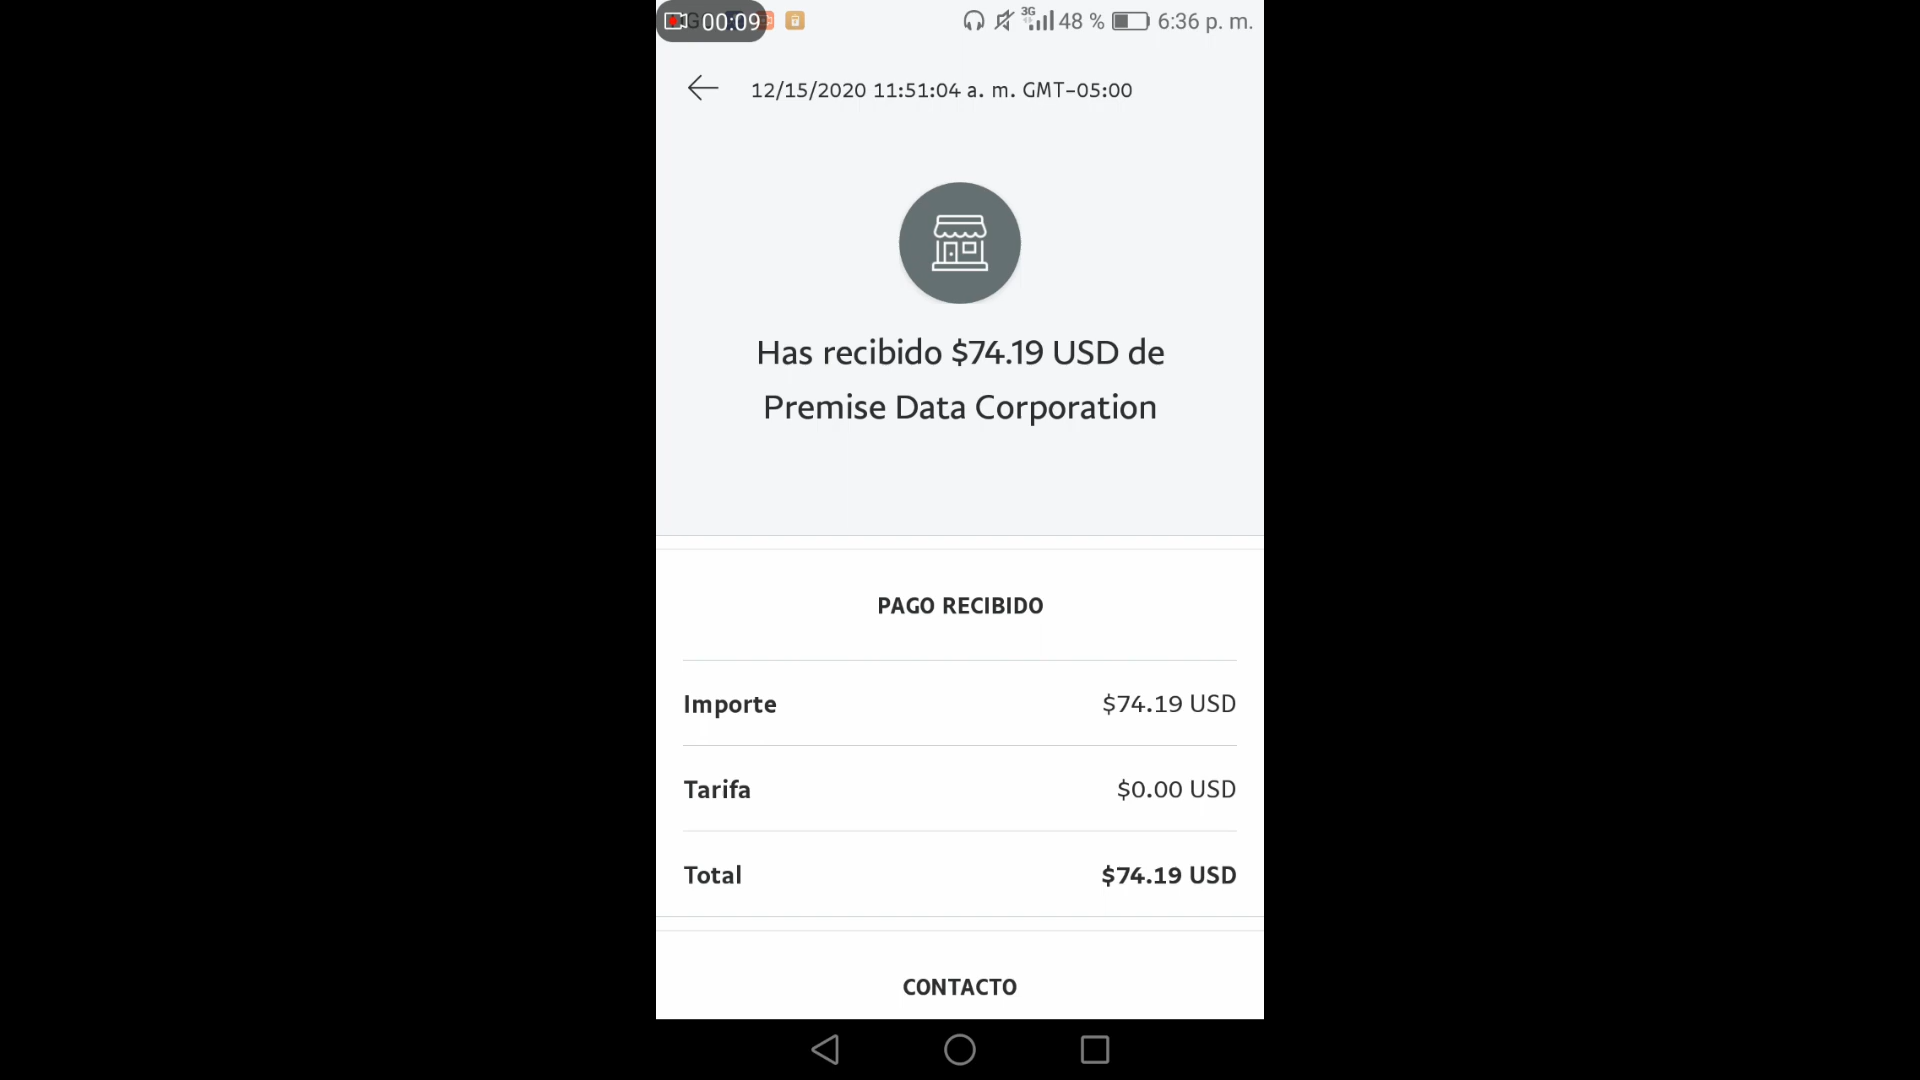 00:09
3G 48 % 6:36 p. m.
12/15/2020 11:51:04 a. m. GMT-05:00
Has recibido $74.19 USD de
Premise Data Corporation
PAGO RECIBIDO
Importe $74.19 USD
Tarifa $0.00 USD
Total $74.19 USD
CONTACTO